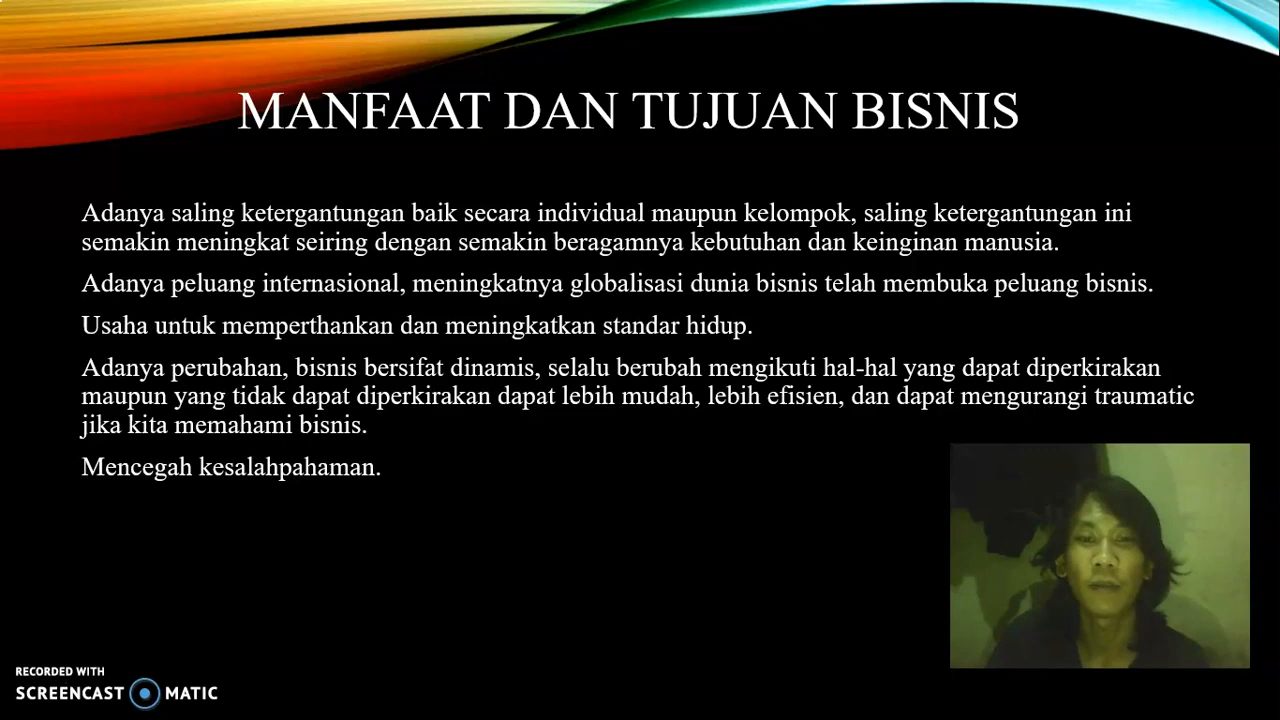 MANFAAT DAN TUJUAN BISNIS
Adanya saling ketergantungan baik secara individual maupun kelompok, saling ketergantungan ini
semakin meningkat seiring dengan semakin beragamnya kebutuhan dan keinginan manusia.
Adanya peluang internasional, meningkatnya globalisasi dunia bisnis telah membuka peluang bisnis.
Usaha untuk memperthankan dan meningkatkan standar hidup.
Adanya perubahan, bisnis bersifat dinamis, selalu berubah mengikuti hal-hal yang dapat diperkirakan
maupun yang tidak dapat diperkirakan dapat lebih mudah, lebih efisien, dan dapat mengurangi traumatic
jika kita memahami bisnis.
Mencegah kesalahpahaman.
RECORDED WITH
SCREENCAST MATIC